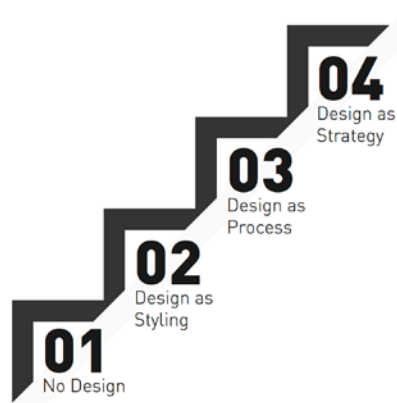 04
Design as
Strategy
03
Design as
Process
02
Design as
Styling
01
No Design